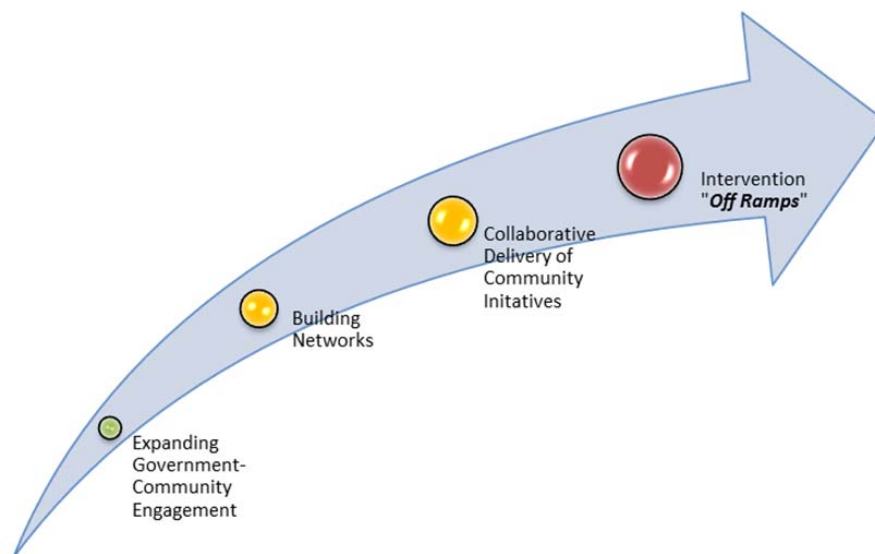 Intervention
"Off Ramps"
Collaborative
Delivery of
Community
Initatives
Building
Networks
Expanding
Government-
Community
Engagement